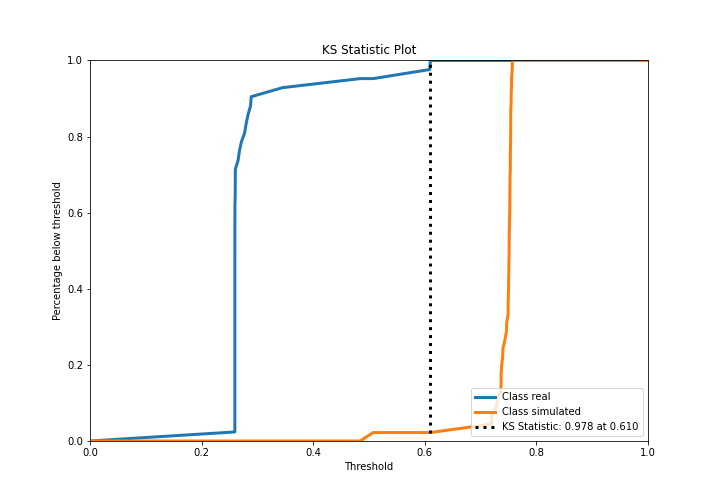 KS Statistic Plot
1.0
0.8
0.6
0.4
0.2
0.0
Percentage below threshold
Class real
Class simulated
KS Statistic: 0.978 at 0.610
0.0 0.2 0.4 0.6 0.8 1.0
Threshold